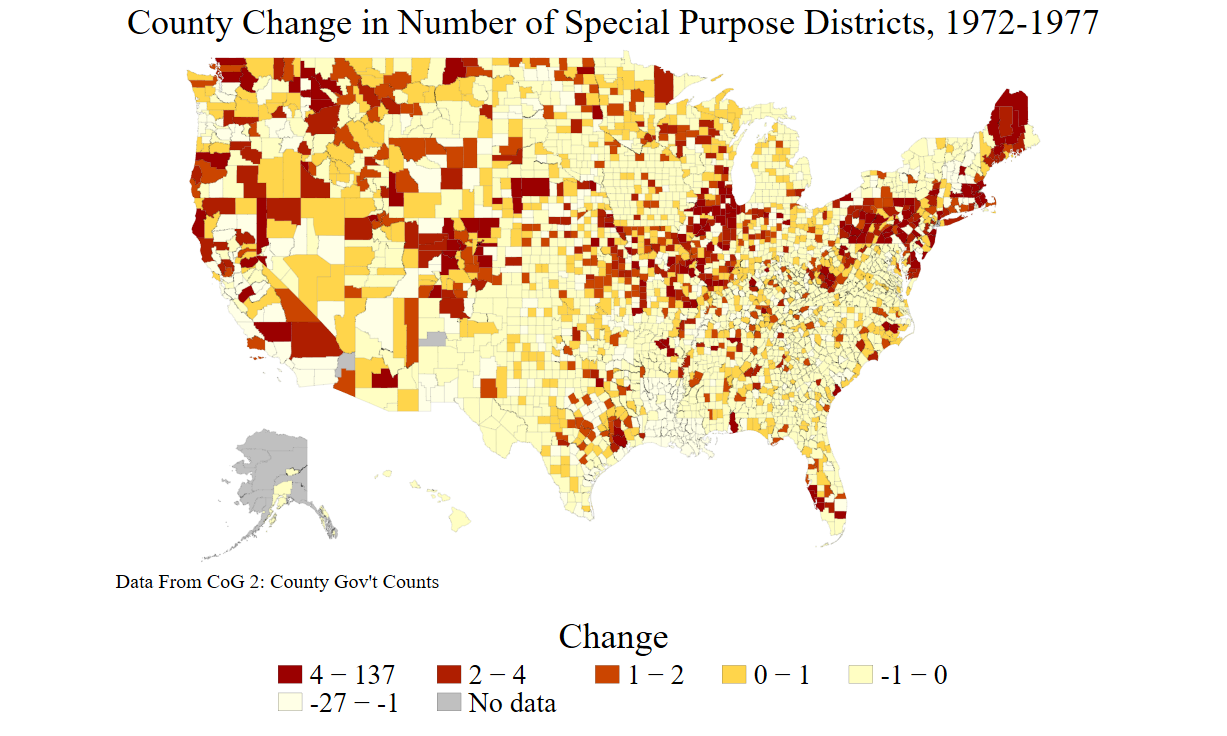 County Change in Number of Special Purpose Districts, 1972-1977
Data From CoG 2: County Gov't Counts
Change
4 − 137 2 − 4 1 − 2 0 − 1 -1 − 0
-27 − -1 No data